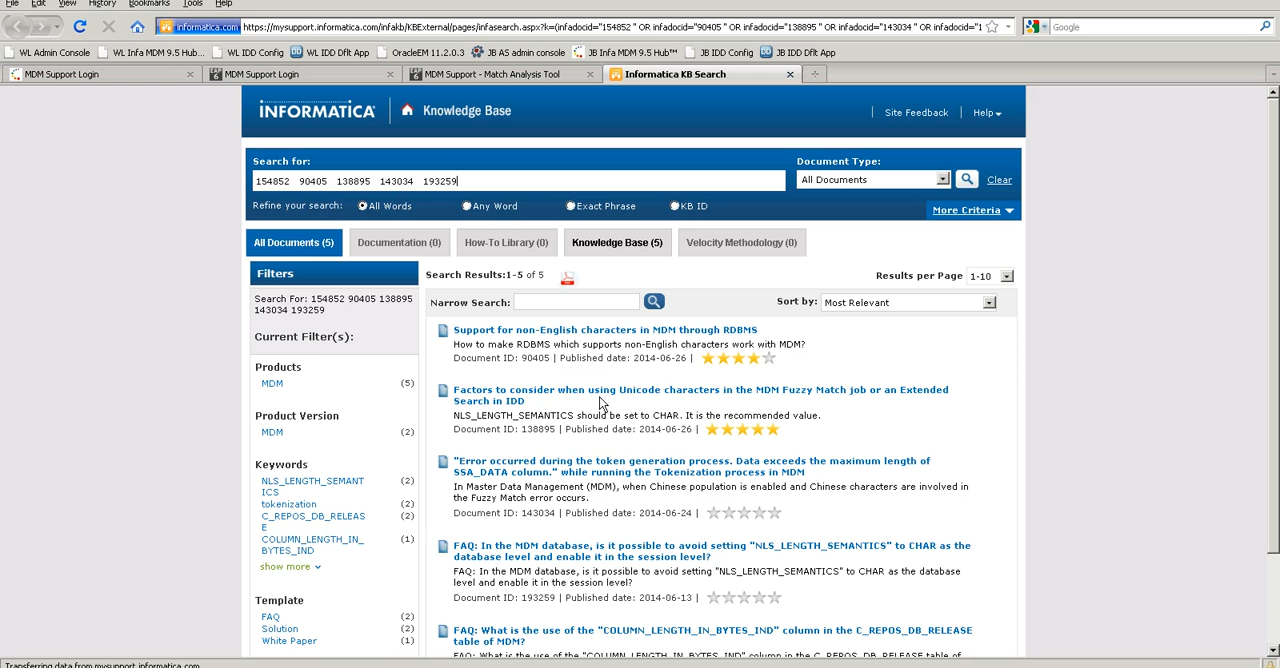 File Edit View History Bookmarks Tools Help
informatica.com https://mysupport.informatica.com/infakb/KBExternal/pages/infasearch.aspx?k=(infadocid="154852" OR infadocid="90405" OR infadocid="138895" OR infadocid="143034" OR infadocid="1 Google
WL Admin Console WL Infa MDM 9.5 Hub... WL IDD Config WL IDD Dflt App OracleEM 11.2.0.3 JB AS admin console JB Infa MDM 9.5 Hub™ JB IDD Config JB IDD Dflt App
MDM Support Login MDM Support Login MDM Support - Match Analysis Tool Informatica KB Search
INFORMATICA Knowledge Base Site Feedback Help
Search for: Document Type:
154852 90405 138895 143034 193259 All Documents Clear
Refine your search: All Words Any Word Exact Phrase KB ID More Criteria
All Documents (5) Documentation (0) How-To Library (0) Knowledge Base (5) Velocity Methodology (0)
Filters
Search For: 154852 90405 138895
143034 193259
Current Filter(s):
Products
MDM (5)
Product Version
MDM (2)
Keywords
NLS_LENGTH_SEMANT (2)
ICS
tokenization (2)
C_REPOS_DB_RELEAS (2)
E
COLUMN_LENGTH_IN_ (1)
BYTES_IND
show more
Template
FAQ (2)
Solution (2)
White Paper (1)
Search Results:1-5 of 5 Results per Page 1-10
Narrow Search: Sort by: Most Relevant
Support for non-English characters in MDM through RDBMS
How to make RDBMS which supports non-English characters work with MDM?
Document ID: 90405 | Published date: 2014-06-26 |
Factors to consider when using Unicode characters in the MDM Fuzzy Match job or an Extended
Search in IDD
NLS_LENGTH_SEMANTICS should be set to CHAR. It is the recommended value.
Document ID: 138895 | Published date: 2014-06-26 |
"Error occurred during the token generation process. Data exceeds the maximum length of
SSA_DATA column." while running the Tokenization process in MDM
In Master Data Management (MDM), when Chinese population is enabled and Chinese characters are involved in
the Fuzzy Match error occurs.
Document ID: 143034 | Published date: 2014-06-24 |
FAQ: In the MDM database, is it possible to avoid setting "NLS_LENGTH_SEMANTICS" to CHAR as the
database level and enable it in the session level?
FAQ: In the MDM database, is it possible to avoid setting "NLS_LENGTH_SEMANTICS" to CHAR as the database
level and enable it in the session level?
Document ID: 193259 | Published date: 2014-06-13 |
FAQ: What is the use of the "COLUMN_LENGTH_IN_BYTES_IND" column in the C_REPOS_DB_RELEASE
table of MDM?
FAQ: What is the use of the "COLUMN_LENGTH_IN_BYTES_IND" column in the C_REPOS_DB_RELEASE table of
Transferring data from mysupport.informatica.com...